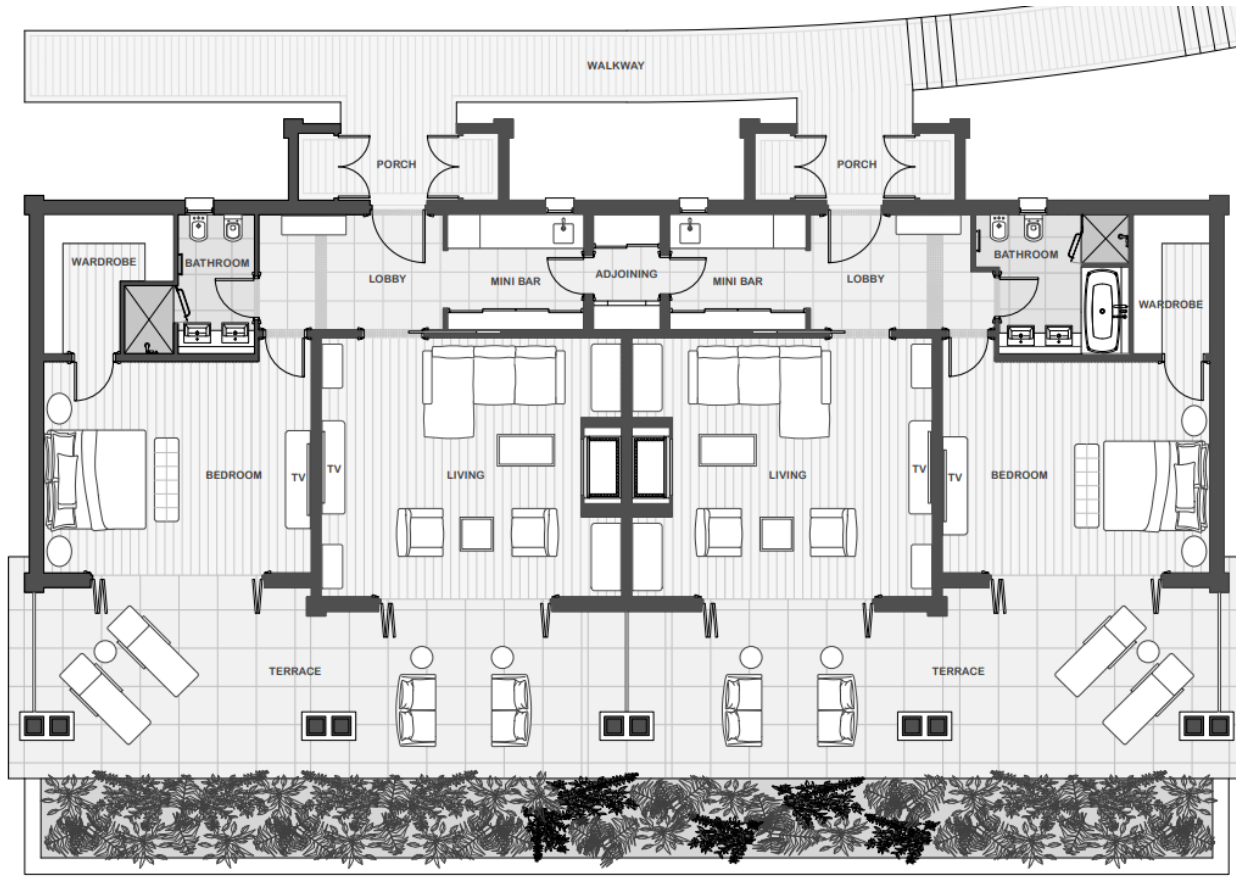 WALKWAY
PORCH
PORCH
WARDROBE
BATHROOM
LOBBY
MINI BAR
ADJOINING
MINI BAR
LOBBY
BATHROOM
WARDROBE
BEDROOM
TV
TV
LIVING
LIVING
TV
TV
BEDROOM
TERRACE
TERRACE